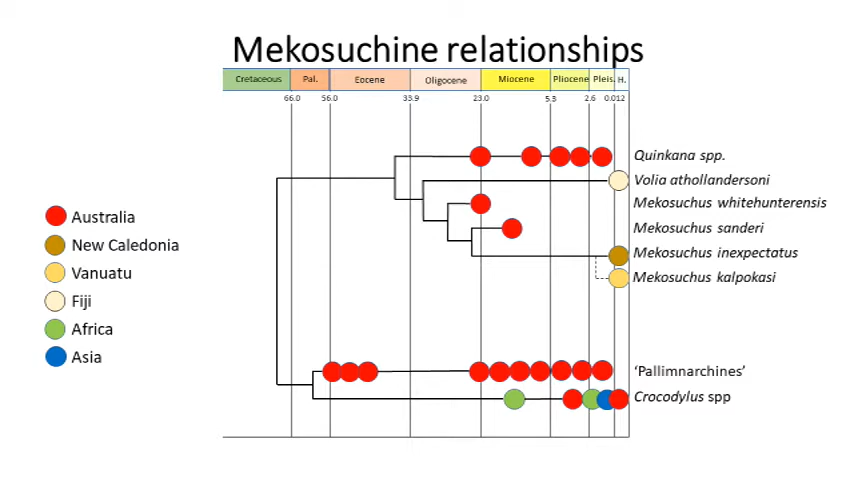 Mekosuchine relationships
Cretaceous Pal. Eocene Oligocene Miocene Pliocene Pleis. H.
66.0 56.0 33.9 23.0 5.3 2.6 0.012
Quinkana spp.
Volia athollandersoni
Mekosuchus whitehunterensis
Mekosuchus sanderi
Mekosuchus inexpectatus
Mekosuchus kalpokasi
'Pallimnarchines'
Crocodylus spp
Australia
New Caledonia
Vanuatu
Fiji
Africa
Asia